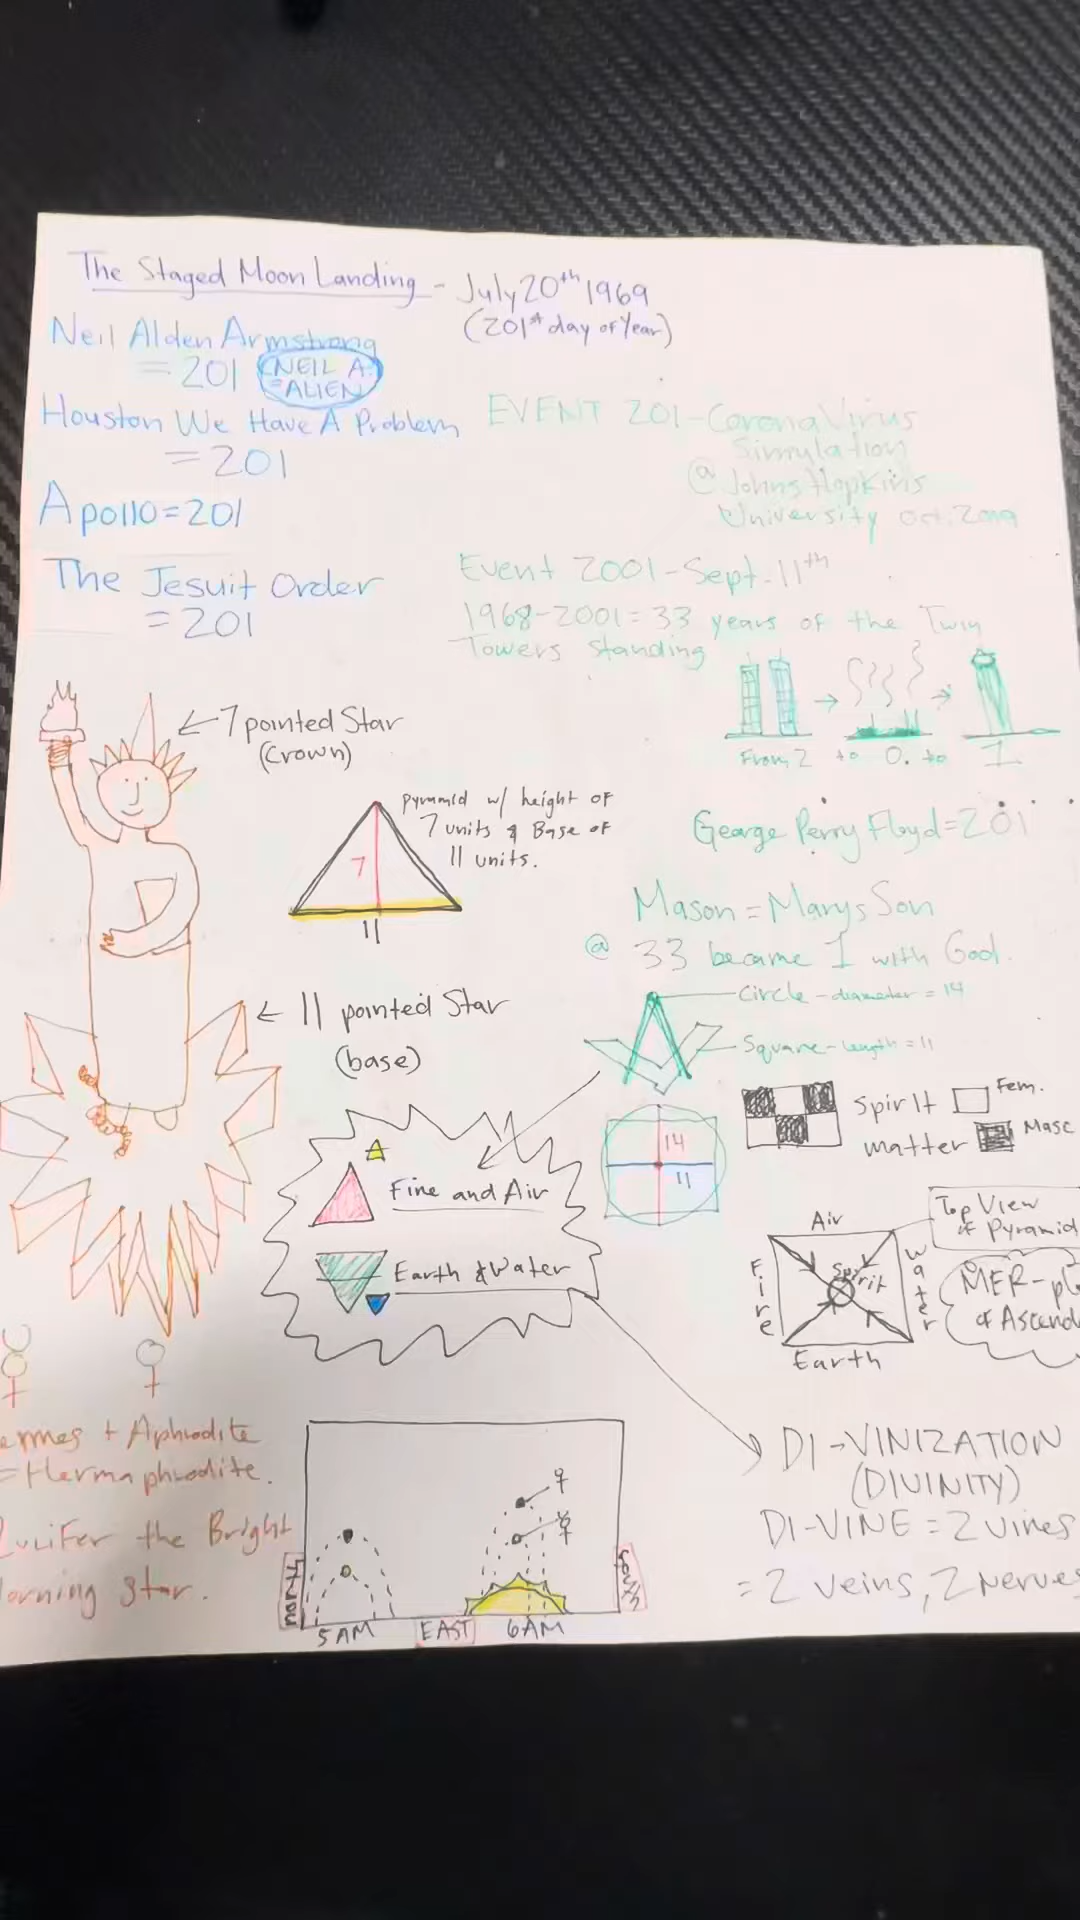 The Staged Moon Landing - July 20th 1969
(201st day of Year)
Neil Alden Armstrong
= 201
NEIL A.
=ALIEN
Houston We Have A Problem
= 201
Apollo=201
The Jesuit Order
= 201
EVENT 201-CoronaVirus
Simulation
@ Johns Hopkins
University Oct. 2019
Event 2001-Sept-11th
1968-2001=33 years of the Twin
Towers Standing
From 2 to 0. to 1
George Perry Floyd=201
← 7 pointed Star
(crown)
pyramid w/ height of
7 units & Base of
11 units.
7
11
Mason = Marys Son
@ 33 became 1 with God.
Circle - diameter = 14
Square - length = 11
← 11 pointed Star
(base)
14
11
spirit Fem.
matter Masc
Fire and Air
Earth & Water
Top View
of Pyramid
Air
Fire
Spirit
Water
Earth
MER-
of
+ Aphrodite
=Hermaphrodite.
Lucifer the Bright
Star.
DI-VINIZATION
(DIVINITY)
DI-VINE = 2 vines
= 2 veins, 2 nerves
North
South
5AM EAST 6AM